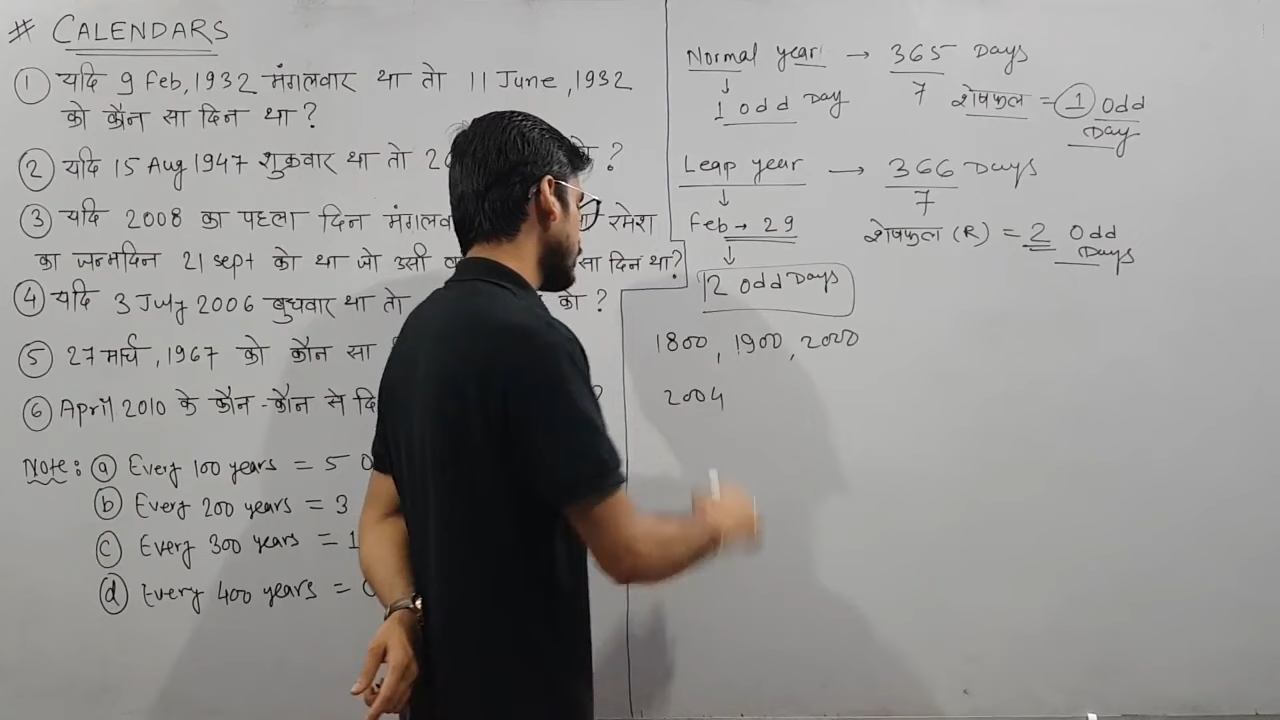 # CALENDARS
① यदि 9 Feb, 1932 मंगलवार था तो 11 June, 1932
को कौन सा दिन था ?
② यदि 15 Aug 1947 शुक्रवार था तो 2 ?
③ यदि 2008 का पहला दिन रमेश
का जन्मदिन 21 sept को था जो उसी सा दिन था?
④ यदि 3 July 2006 बुधवार था तो को ?
⑤ 27 मार्च, 1967 को कौन सा
⑥ April 2010 के कौन-कौन से ?
Note: ⓐ Every 100 years = 5
ⓑ Every 200 years = 3
ⓒ Every 300 years = 1
ⓓ Every 400 years =
Normal year → 365 Days
↓ 7 शेषफल = ① Odd
1 Odd Day Day
Leap year → 366 Days
↓ 7
Feb → 29 शेषफल (R) = 2 Odd
↓ Days
2 Odd Days
1800, 1900, 2000
2004